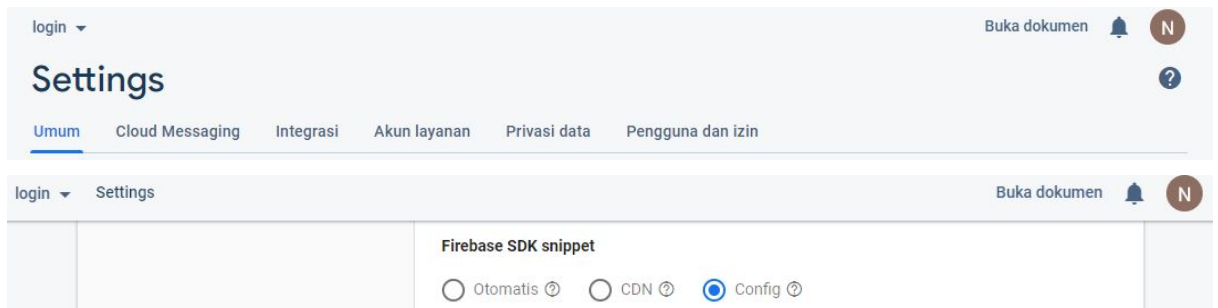 login Buka dokumen N
Settings
Umum Cloud Messaging Integrasi Akun layanan Privasi data Pengguna dan izin
login Settings Buka dokumen N
Firebase SDK snippet
Otomatis CDN Config